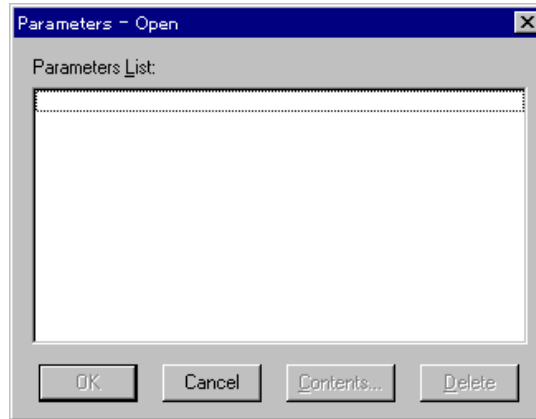 Parameters - Open
Parameters List:
OK
Cancel
Contents...
Delete